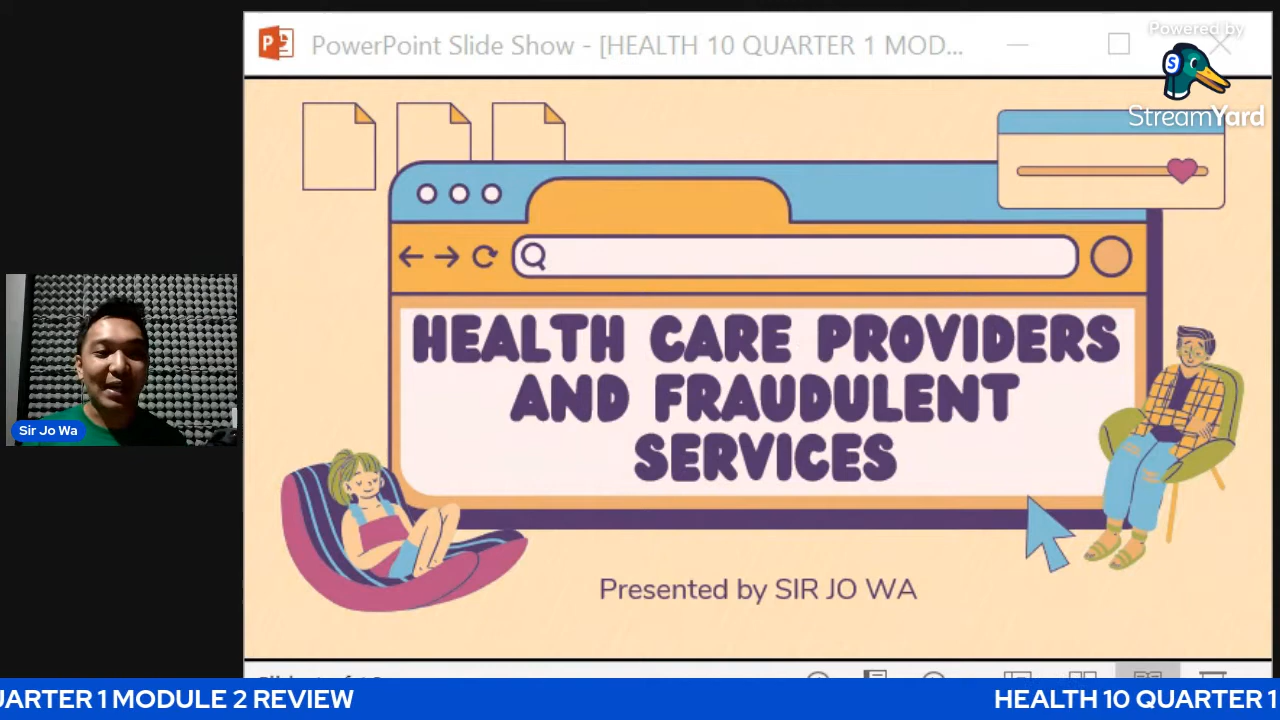 PowerPoint Slide Show - [HEALTH 10 QUARTER 1 MOD...
Powered by
StreamYard
HEALTH CARE PROVIDERS
AND FRAUDULENT
SERVICES
Sir Jo Wa
Presented by SIR JO WA
UARTER 1 MODULE 2 REVIEW
HEALTH 10 QUARTER 1